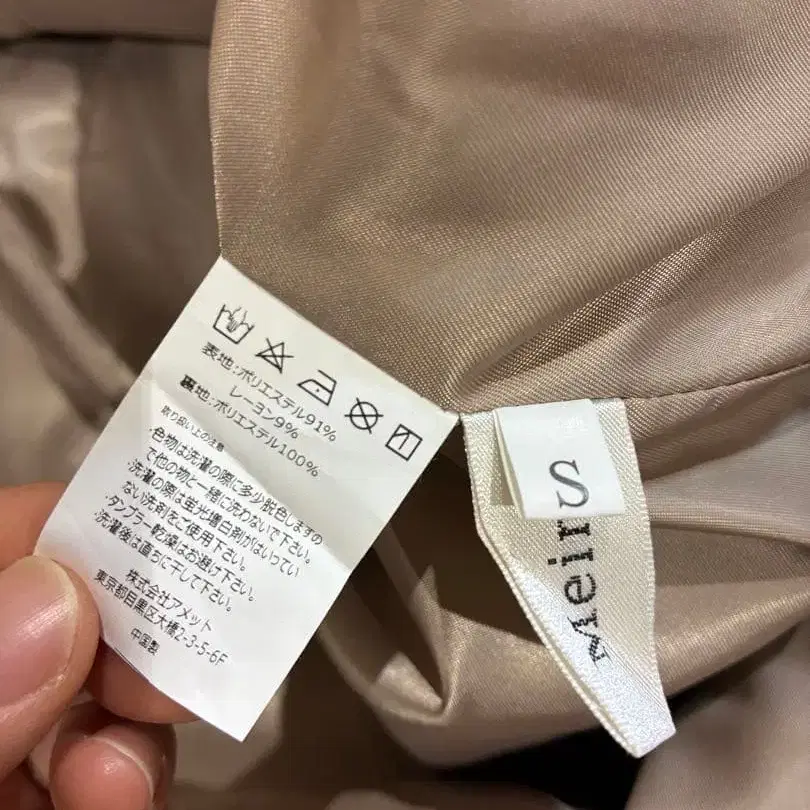 表地:ポリエステル91%
レーヨン9%
裏地:ポリエステル100%
取り扱い上の注意
・色物は洗濯の際に多少脱色しますの
で他の物と一緒に洗わないで下さい。
・洗濯の際は蛍光増白剤がはいってい
ない洗剤をご使用下さい。
・タンブラー乾燥はお避け下さい。
・洗濯後は直ちに干して下さい。
株式会社アメット
東京都目黒区大橋2-3-5-6F
中国製
S
Meir